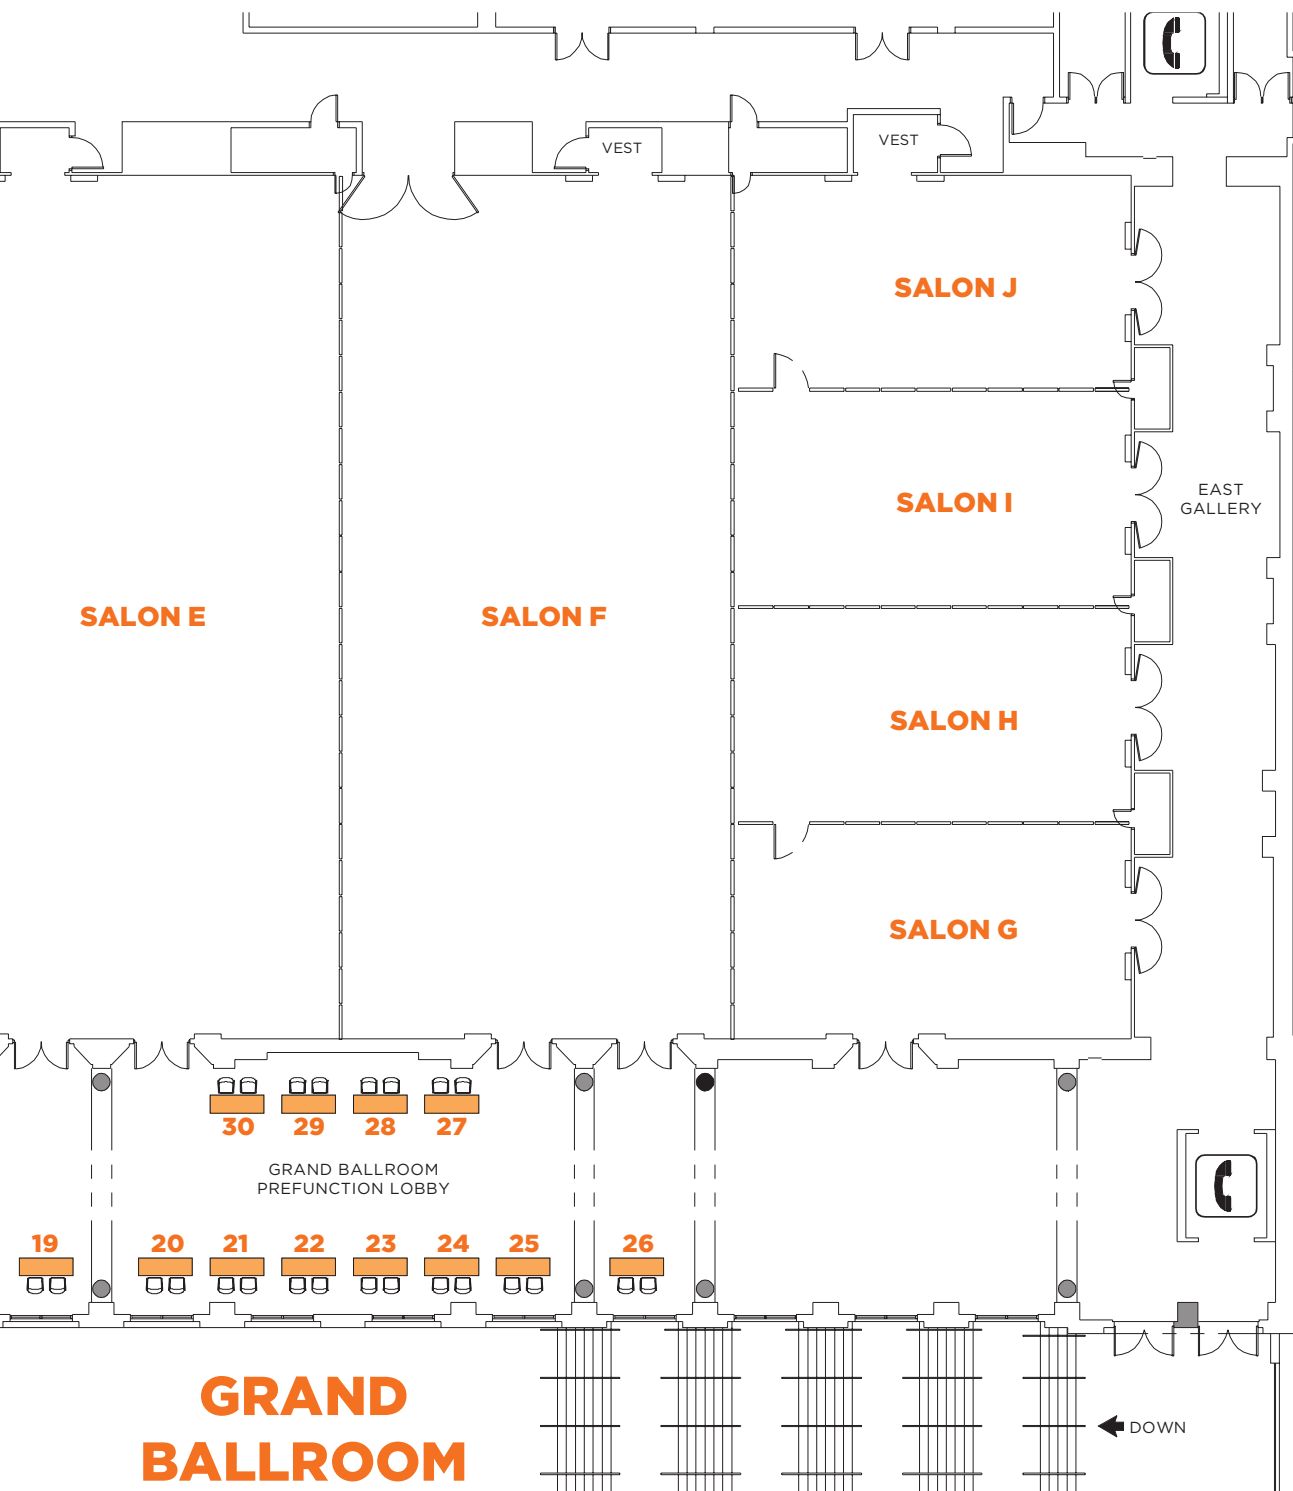 VEST
VEST
SALON J
SALON I
EAST
GALLERY
SALON E
SALON F
SALON H
SALON G
30
29
28
27
GRAND BALLROOM
PREFUNCTION LOBBY
19
20
21
22
23
24
25
26
GRAND
BALLROOM
DOWN